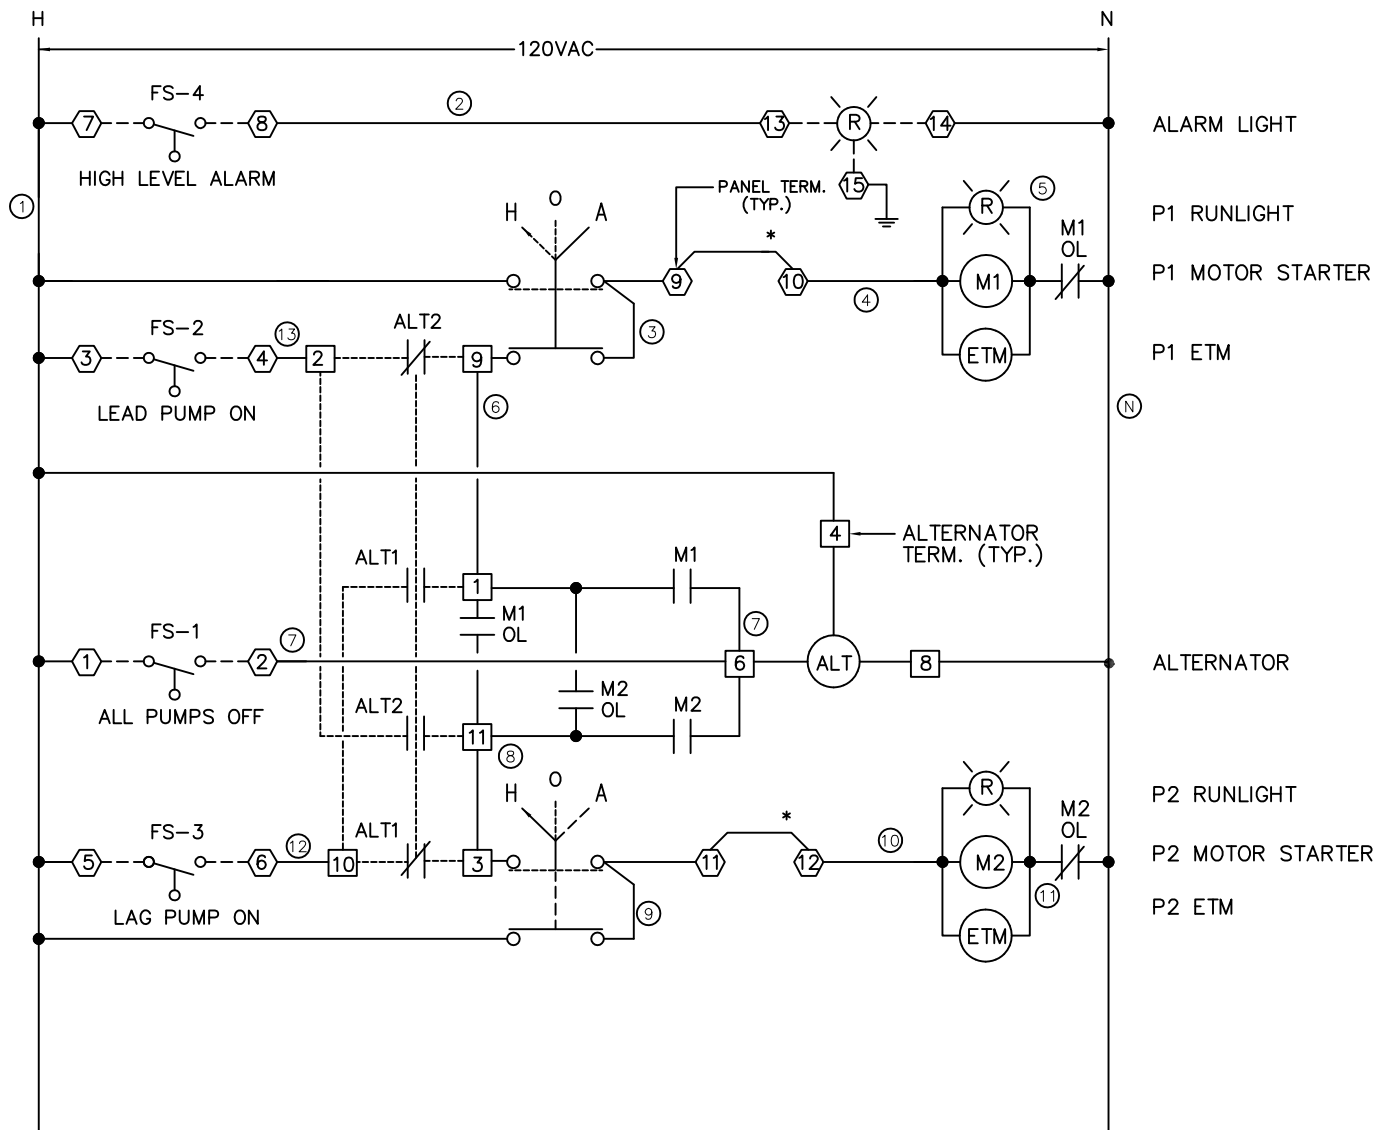 H N
120VAC
FS-4
2
7 8 13 R 14 ALARM LIGHT
HIGH LEVEL ALARM
PANEL TERM.
(TYP.)
15
1
H O A
R 5
P1 RUNLIGHT
*
M1
OL
9 10 M1 P1 MOTOR STARTER
4
3
FS-2
13
ALT2
3 4 2 9 ETM P1 ETM
LEAD PUMP ON
6
N
4 ALTERNATOR
TERM. (TYP.)
ALT1
M1
1
M1
OL
FS-1
7
7
1 2 6 ALT 8 ALTERNATOR
ALL PUMPS OFF
M2
OL
ALT2
M2
11
8
H O A
R P2 RUNLIGHT
*
M2
OL
FS-3
12
ALT1
10
5 6 10 3 11 12 M2 P2 MOTOR STARTER
11
LAG PUMP ON
9
ETM P2 ETM